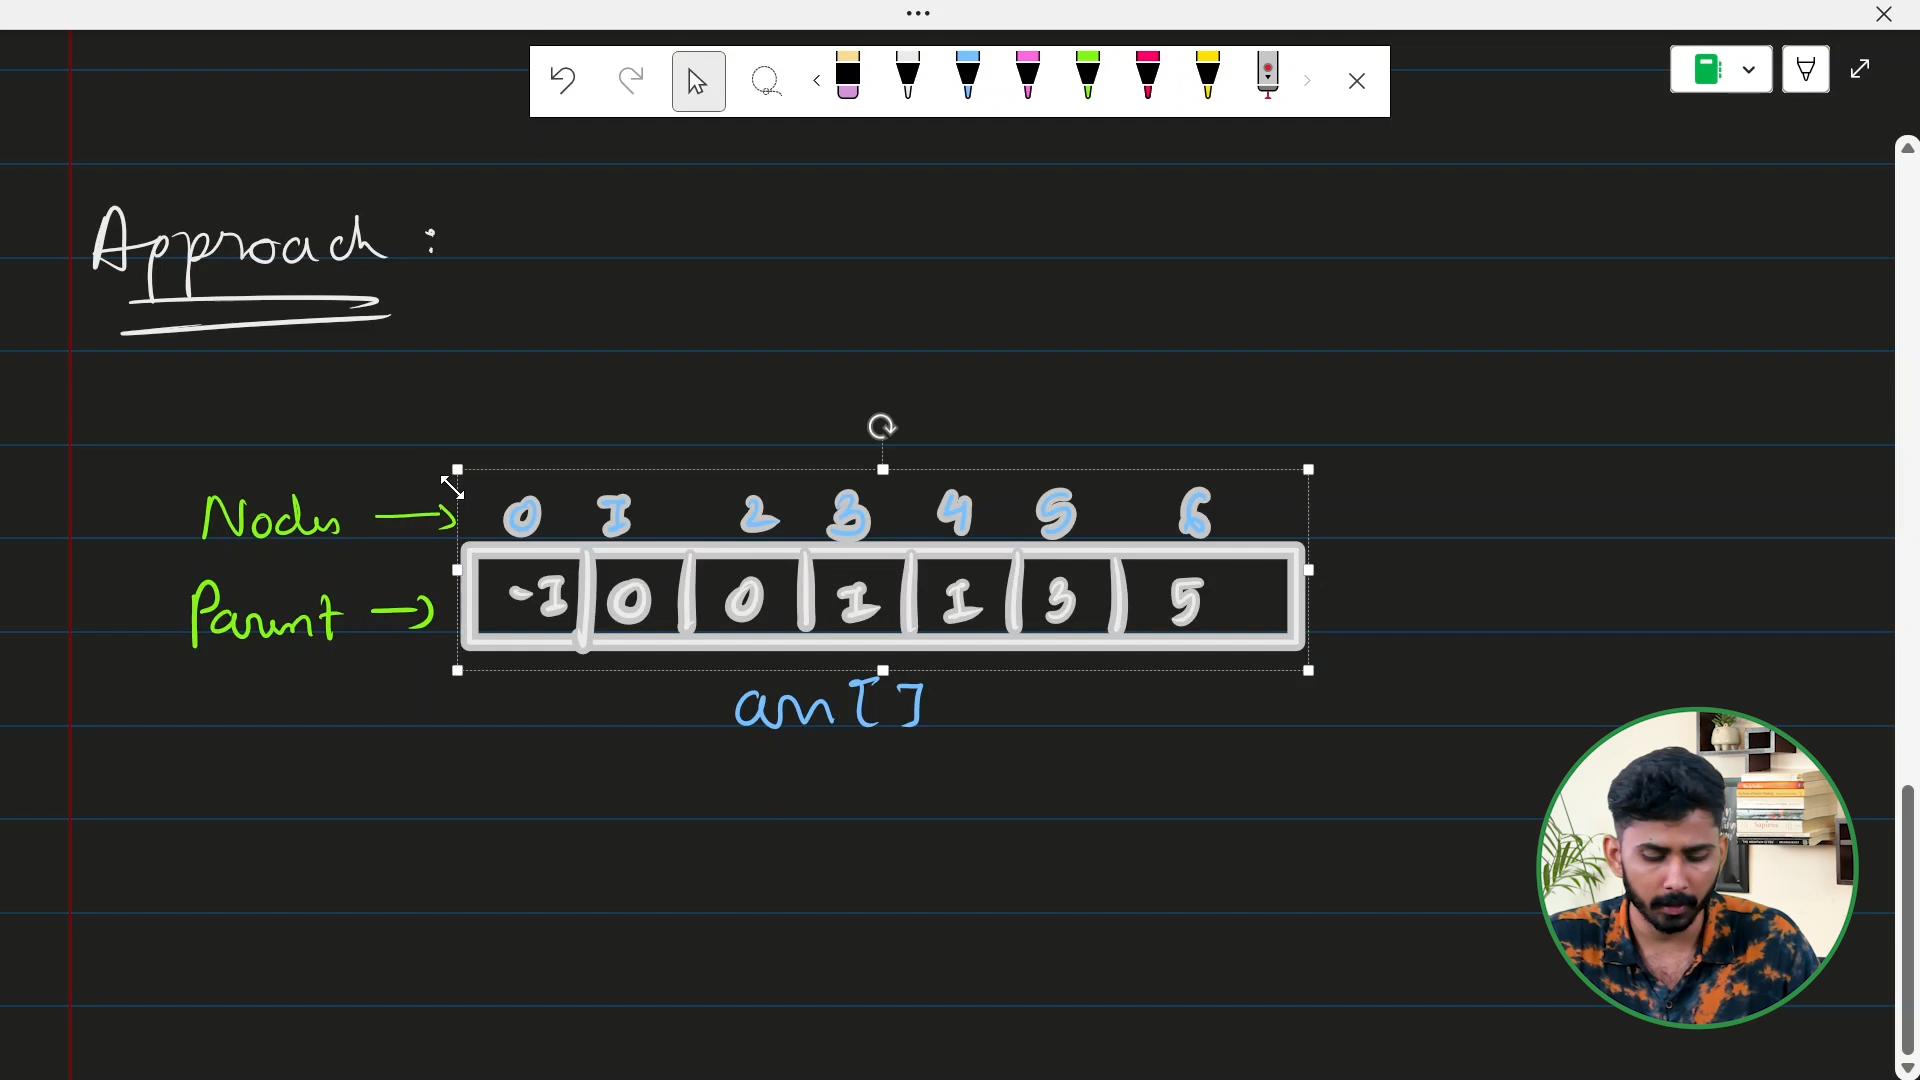 Approach :
Nodes → 0 1 2 3 4 5 6
Parent → -1 0 0 1 1 3 5
arr[]